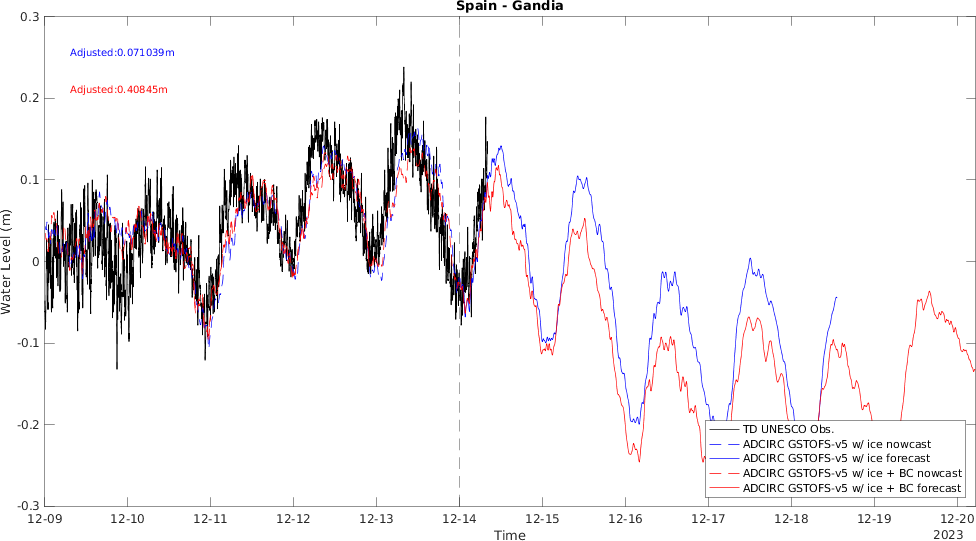 Spain - Gandia
Adjusted:0.071039m
Adjusted:0.40845m
Water Level (m)
0.3
0.2
0.1
0
-0.1
-0.2
-0.3
TD UNESCO Obs.
ADCIRC GSTOFS-v5 w/ ice nowcast
ADCIRC GSTOFS-v5 w/ ice forecast
ADCIRC GSTOFS-v5 w/ ice + BC nowcast
ADCIRC GSTOFS-v5 w/ ice + BC forecast
12-09 12-10 12-11 12-12 12-13 12-14 12-15 12-16 12-17 12-18 12-19 12-20
Time
2023